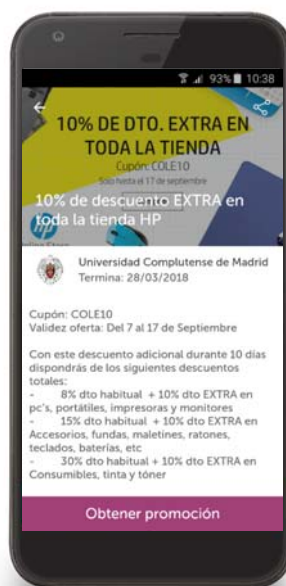 93% 10:38
10% DE DTO. EXTRA EN
TODA LA TIENDA
Cupón: COLE10
Solo hasta el 17 de septiembre
10% de descuento EXTRA en
toda la tienda HP
hp
Online Store
Universidad Complutense de Madrid
Termina: 28/03/2018
Cupón: COLE10
Validez oferta: Del 7 al 17 de Septiembre
Con este descuento adicional durante 10 días
dispondrás de los siguientes descuentos
totales:
- 8% dto habitual + 10% dto EXTRA en
pc's, portátiles, impresoras y monitores
- 15% dto habitual + 10% dto EXTRA en
Accesorios, fundas, maletines, ratones,
teclados, baterías, etc
- 30% dto habitual + 10% dto EXTRA en
Consumibles, tinta y tóner
Obtener promoción